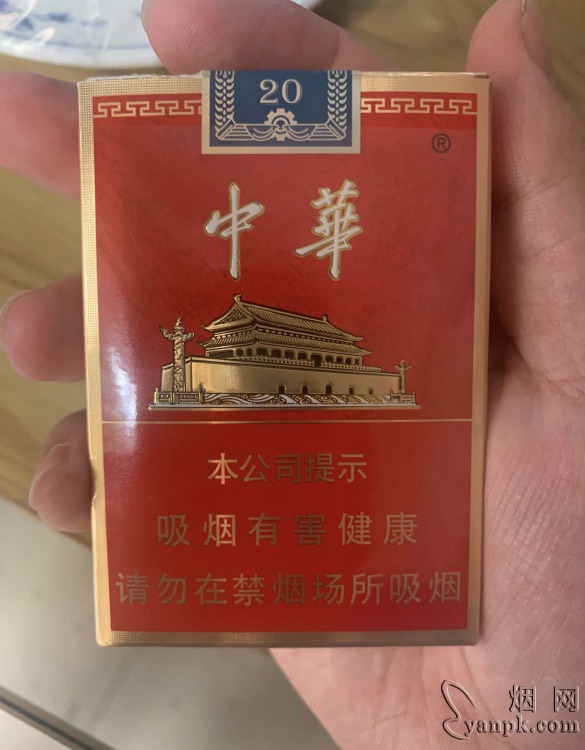 20
®
中華
本公司提示
吸烟有害健康
请勿在禁烟场所吸烟
烟网
yanpk.com